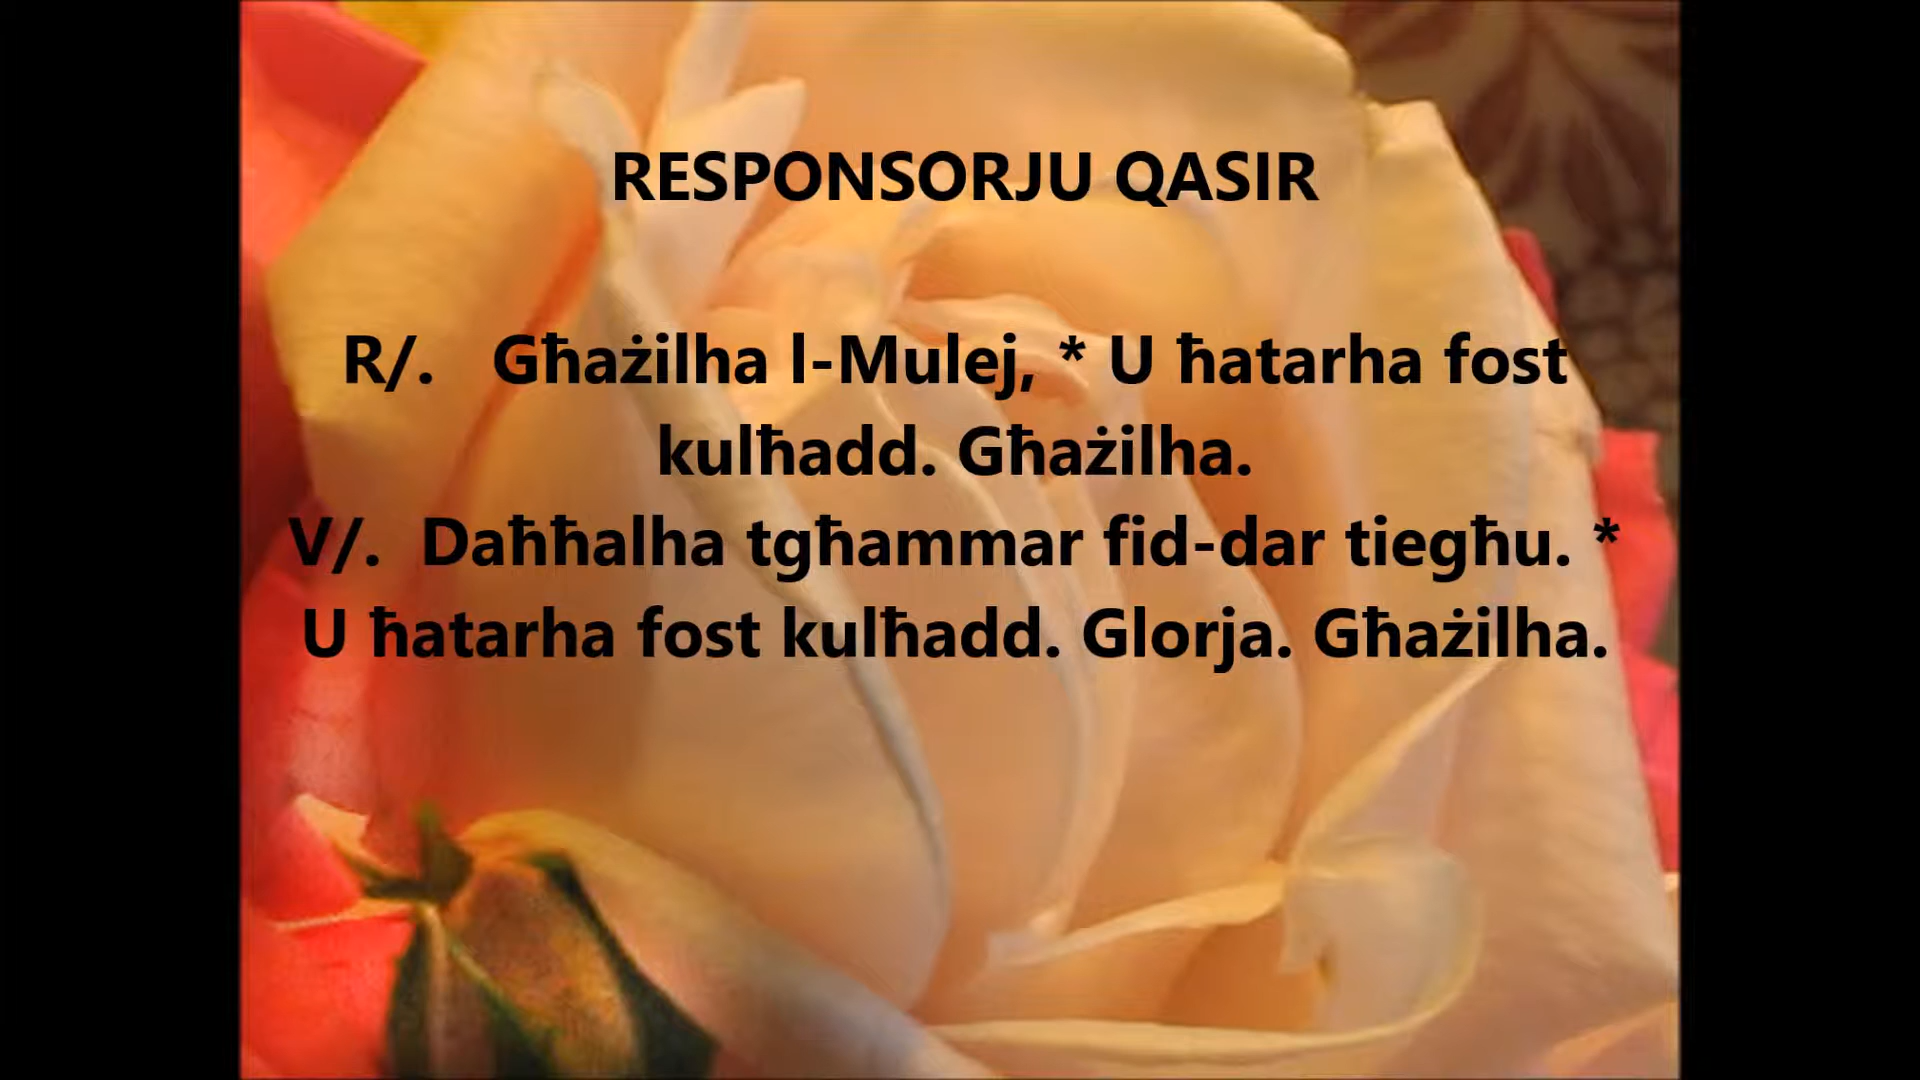 RESPONSORJU QASIR
R/. Għażilha l-Mulej, * U ħatarha fost
kulħadd. Għażilha.
V/. Daħħalha tgħammar fid-dar tiegħu. *
U ħatarha fost kulħadd. Glorja. Għażilha.